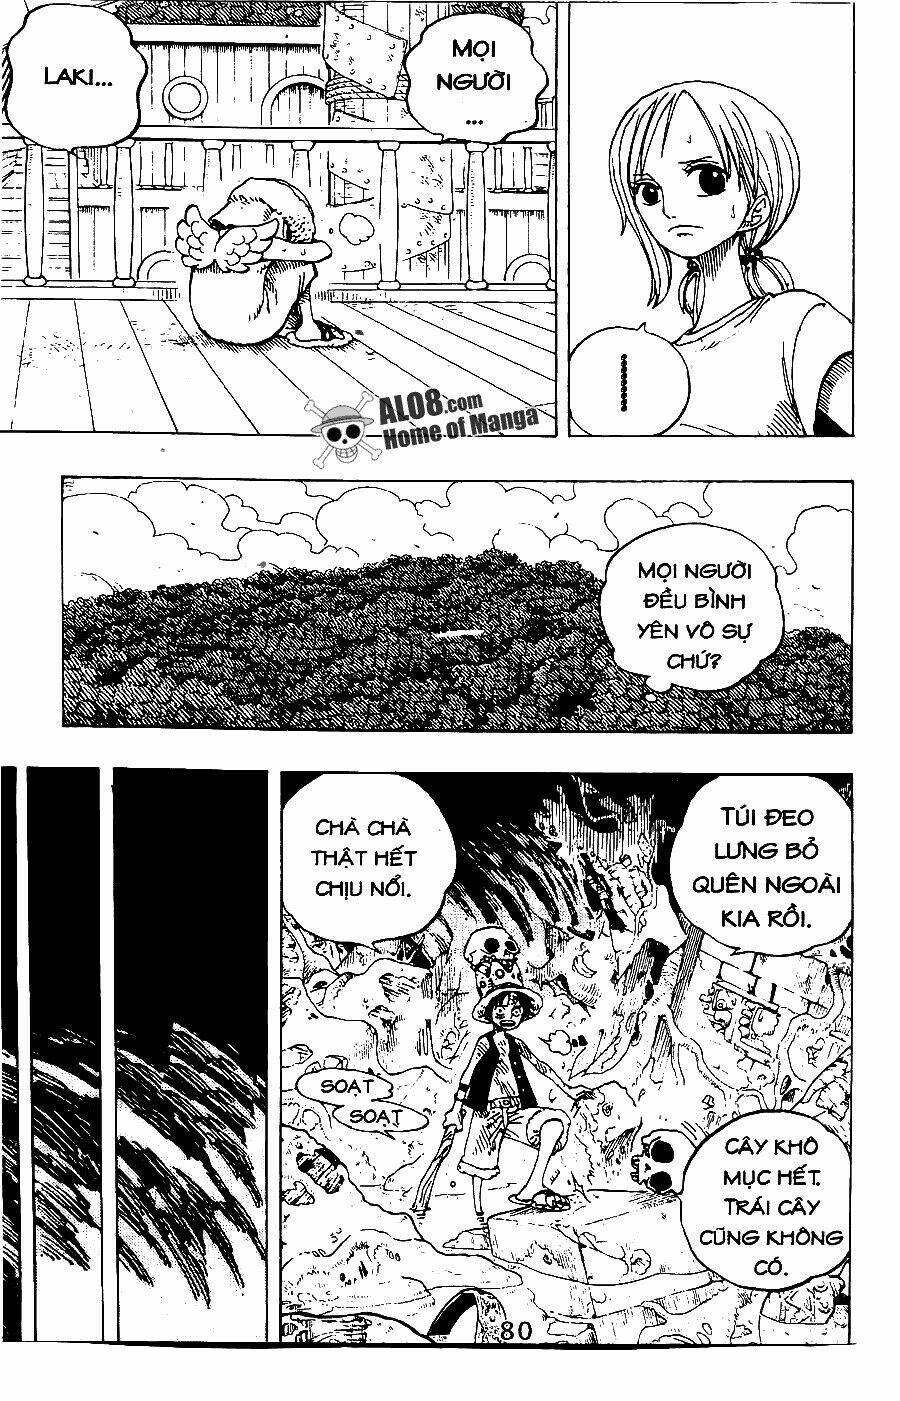 MỌI
NGƯỜI
...
LAKI...
..........
AL08.com
Home of Manga
MỌI NGƯỜI
ĐỀU BÌNH
YÊN VÔ SỰ
CHỨ?
TÚI ĐEO
LƯNG BỎ
QUÊN NGOÀI
KIA RỒI.
CHÀ CHÀ
THẬT HẾT
CHỊU NỔI.
SOẠT
SOẠT
CÂY KHÔ
MỤC HẾT.
TRÁI CÂY
CŨNG KHÔNG
CÓ.
80